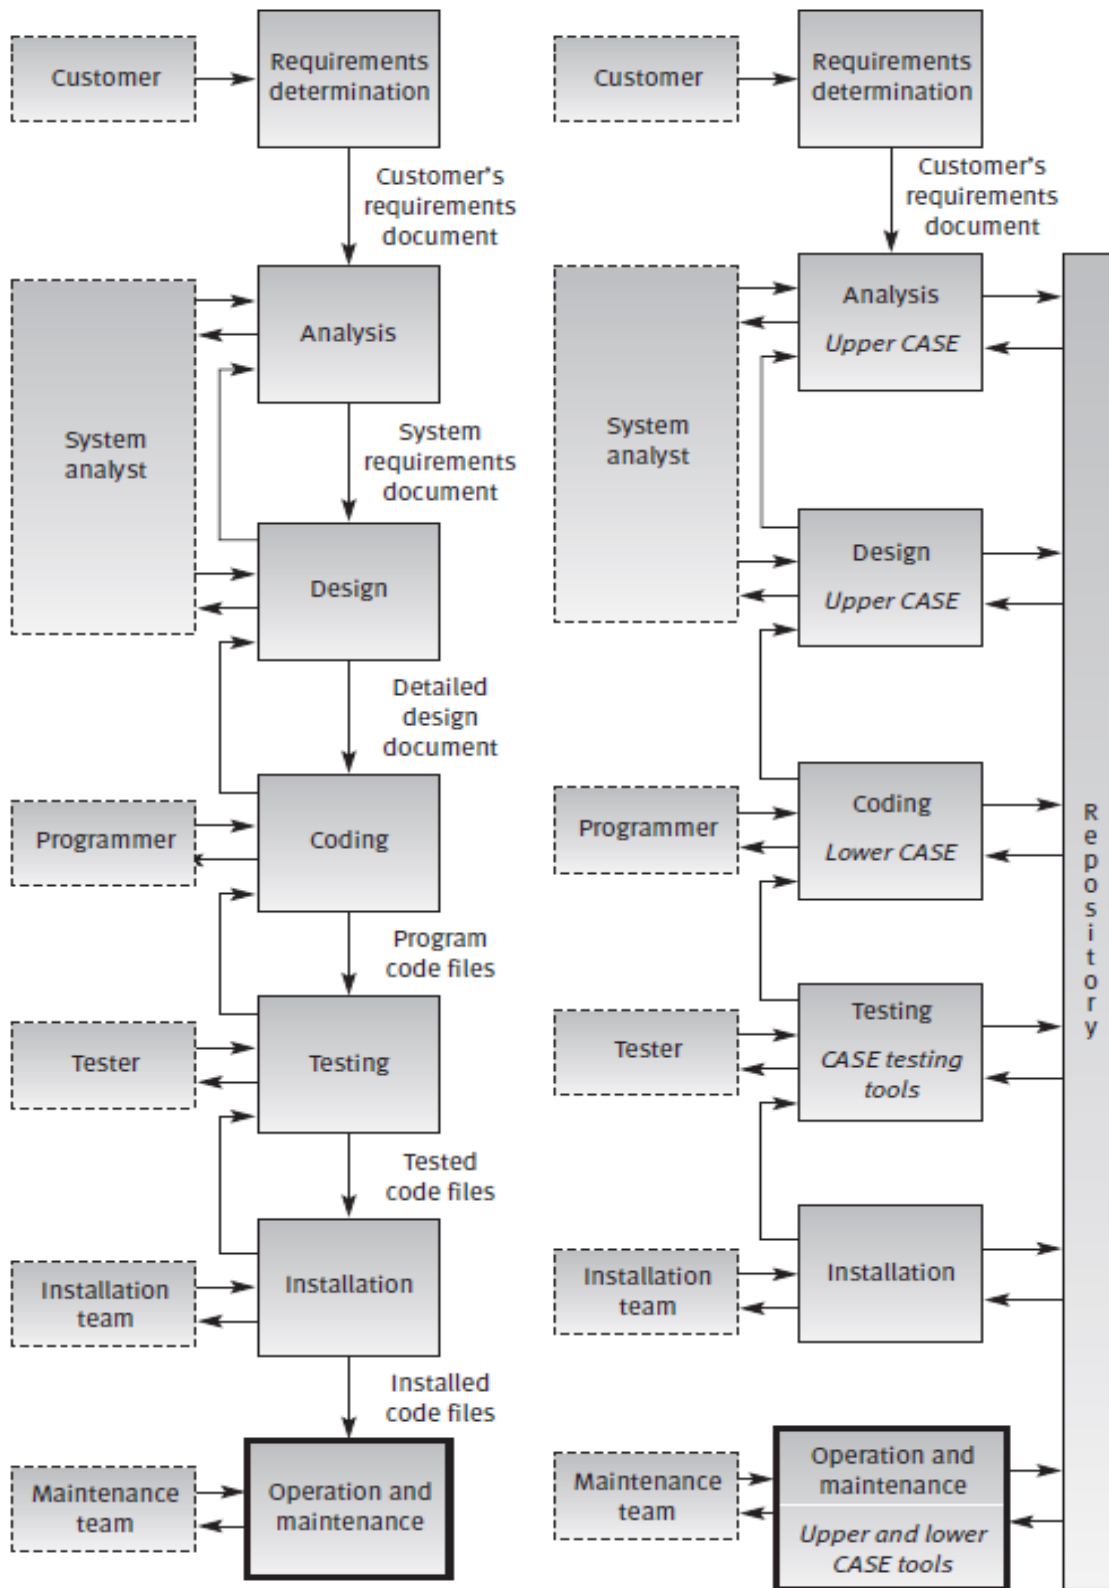 Customer
Requirements
determination
Customer's
requirements
document
System
analyst
Analysis
System
requirements
document
Design
Detailed
design
document
Programmer
Coding
Program
code files
Tester
Testing
Tested
code files
Installation
team
Installation
Installed
code files
Maintenance
team
Operation and
maintenance
Customer
Requirements
determination
Customer's
requirements
document
System
analyst
Analysis
Upper CASE
Design
Upper CASE
Programmer
Coding
Lower CASE
Tester
Testing
CASE testing
tools
Installation
team
Installation
Maintenance
team
Operation and
maintenance
Upper and lower
CASE tools
Repository